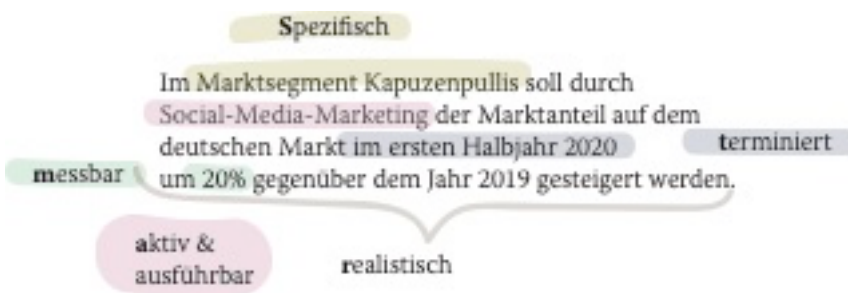 Spezifisch
Im Marktsegment Kapuzenpullis soll durch
Social-Media-Marketing der Marktanteil auf dem
deutschen Markt im ersten Halbjahr 2020
terminiert
messbar
um 20% gegenüber dem Jahr 2019 gesteigert werden.
aktiv &
ausführbar
realistisch